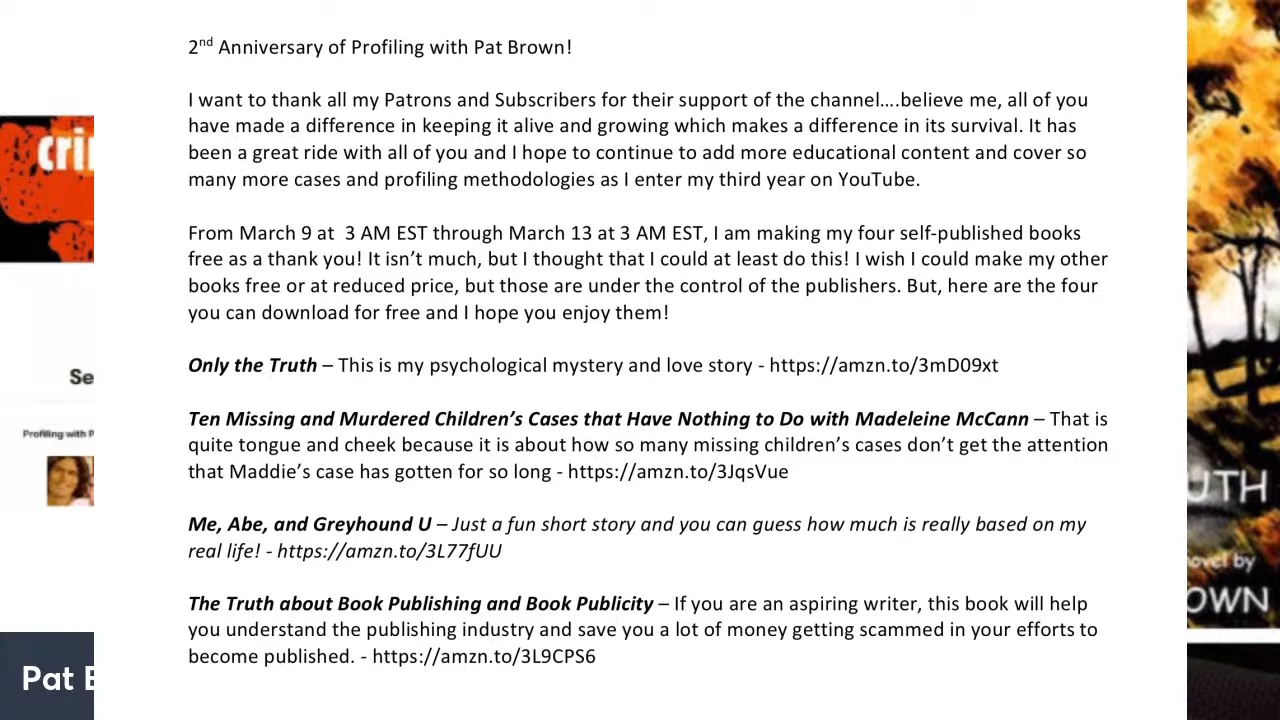 2nd Anniversary of Profiling with Pat Brown!
I want to thank all my Patrons and Subscribers for their support of the channel….believe me, all of you
have made a difference in keeping it alive and growing which makes a difference in its survival. It has
been a great ride with all of you and I hope to continue to add more educational content and cover so
many more cases and profiling methodologies as I enter my third year on YouTube.
From March 9 at  3 AM EST through March 13 at 3 AM EST, I am making my four self-published books
free as a thank you! It isn’t much, but I thought that I could at least do this! I wish I could make my other
books free or at reduced price, but those are under the control of the publishers. But, here are the four
you can download for free and I hope you enjoy them!
Only the Truth – This is my psychological mystery and love story - https://amzn.to/3mD09xt
Ten Missing and Murdered Children’s Cases that Have Nothing to Do with Madeleine McCann – That is
quite tongue and cheek because it is about how so many missing children’s cases don’t get the attention
that Maddie’s case has gotten for so long - https://amzn.to/3JqsVue
Me, Abe, and Greyhound U – Just a fun short story and you can guess how much is really based on my
real life! - https://amzn.to/3L77fUU
The Truth about Book Publishing and Book Publicity – If you are an aspiring writer, this book will help
you understand the publishing industry and save you a lot of money getting scammed in your efforts to
become published. - https://amzn.to/3L9CPS6
cri
Se
Profiling with P
Pat B
UTH
ovel by
OWN